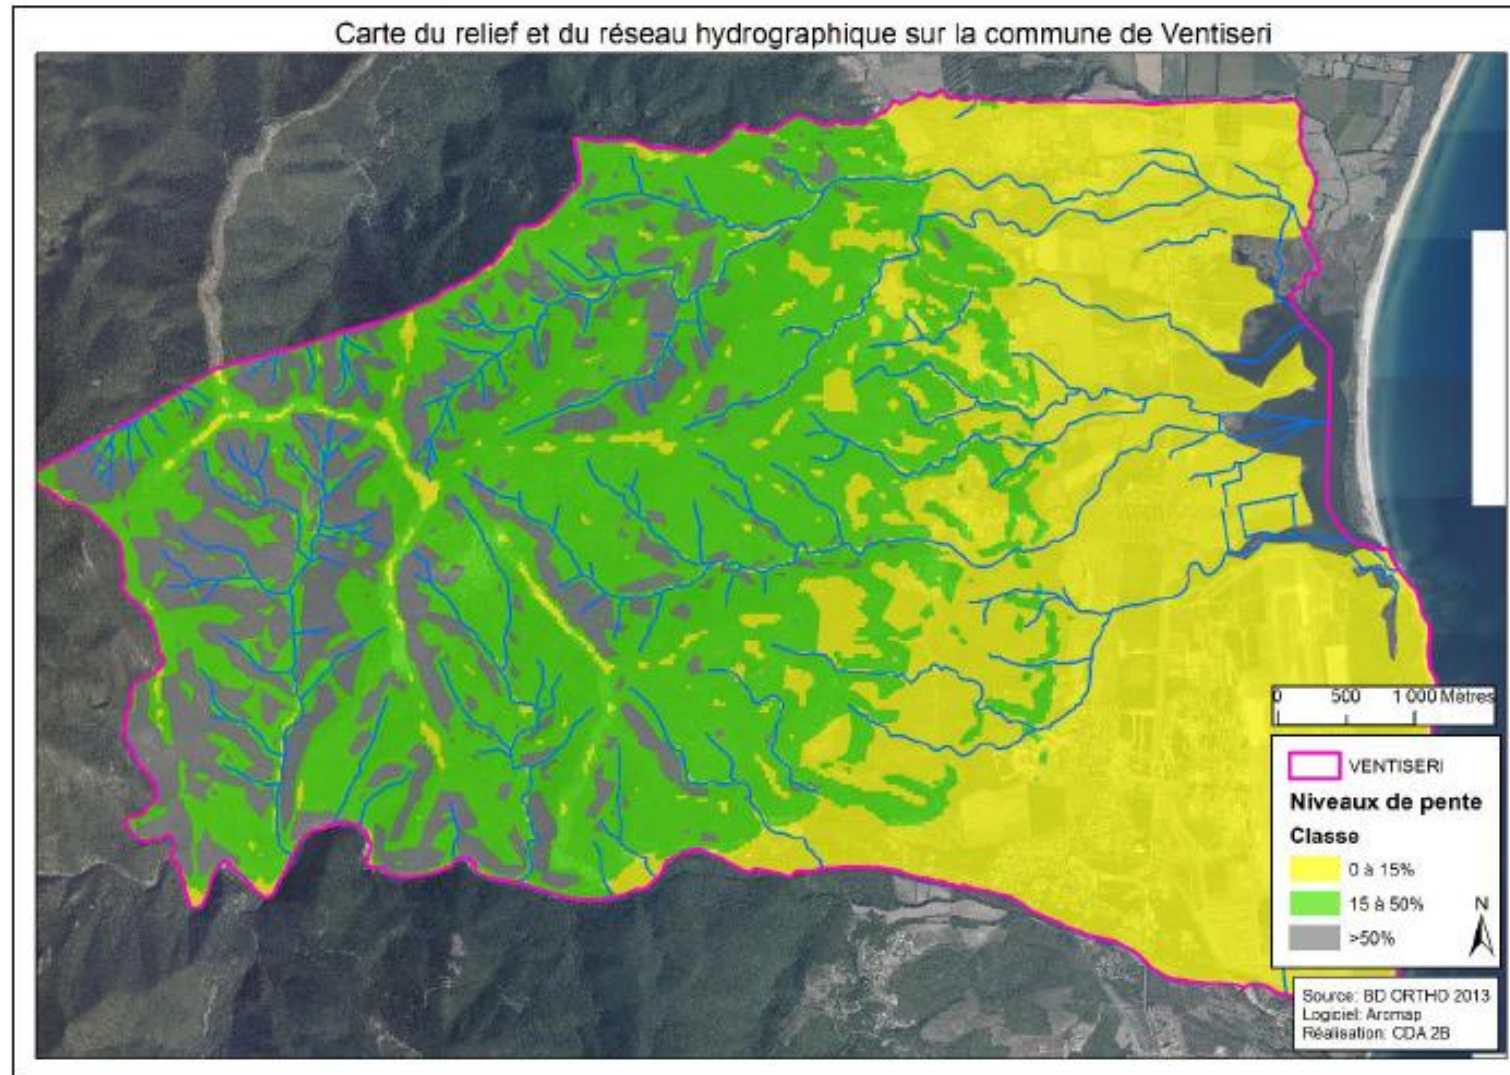 Carte du relief et du réseau hydrographique sur la commune de Ventiseri
0 500 1 000 Mètres
VENTISERI
Niveaux de pente
Classe
0 à 15%
15 à 50%
>50%
N
Source: BD ORTHO 2013
Logiciel: Arcmap
Réalisation: CDA 2B